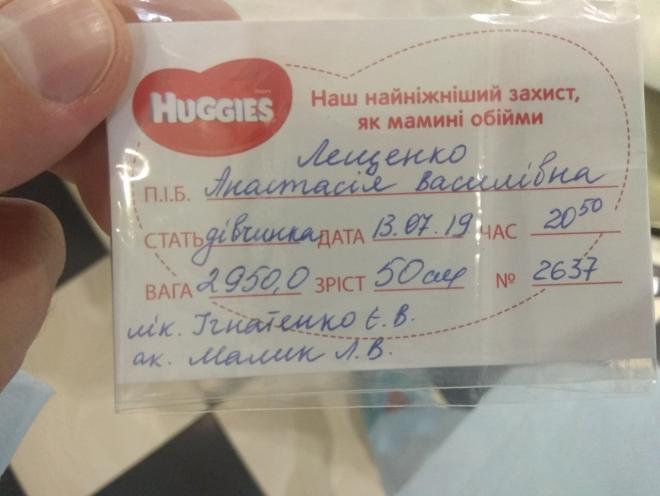 HUGGIES
Наш найніжніший захист,
як мамині обійми
Лещенко
П.І.Б. Анастасія Василівна
СТАТЬ дівчинка ДАТА 13.07.19 ЧАС 20 50
ВАГА 2950,0 ЗРІСТ 50 см № 2637
лік. Ігнатенко Є. В.
ак. Малик Л. В.